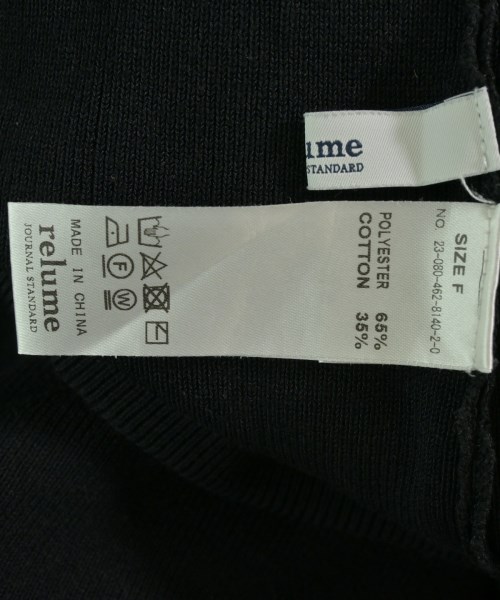 ume
STANDARD
SIZE F
NO. 23-080-462-8140-2-0
POLYESTER 65%
COTTON 35%
F W
MADE IN CHINA
relume
JOURNAL STANDARD